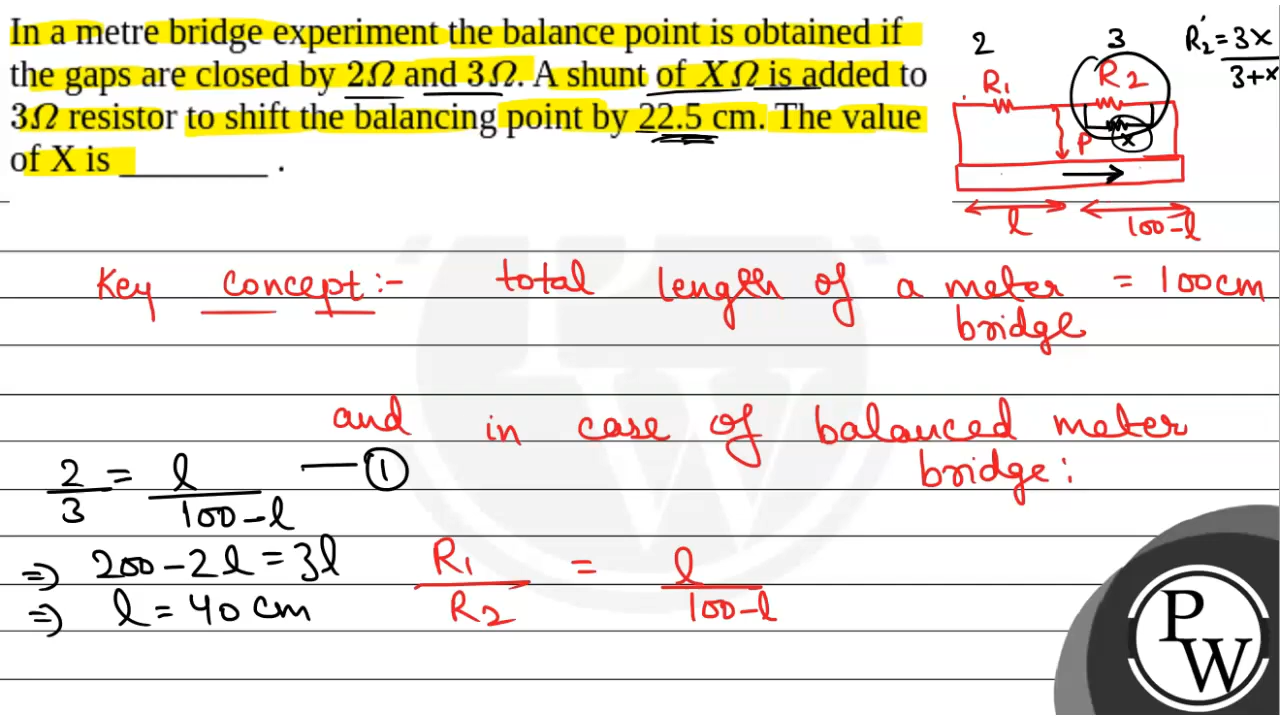 In a metre bridge experiment the balance point is obtained if
the gaps are closed by 2Ω and 3Ω. A shunt of XΩ is added to
3Ω resistor to shift the balancing point by 22.5 cm. The value
of X is __________ .
2 3 R₂' = 3x/3+x
R₁ R₂
P x
l 100-l
Key concept:- total length of a meter = 100cm
bridge
and in case of balanced meter
bridge:
2/3 = l/100-l — ①
⇒ 200-2l = 3l
⇒ l = 40 cm
R₁/R₂ = l/100-l
PW